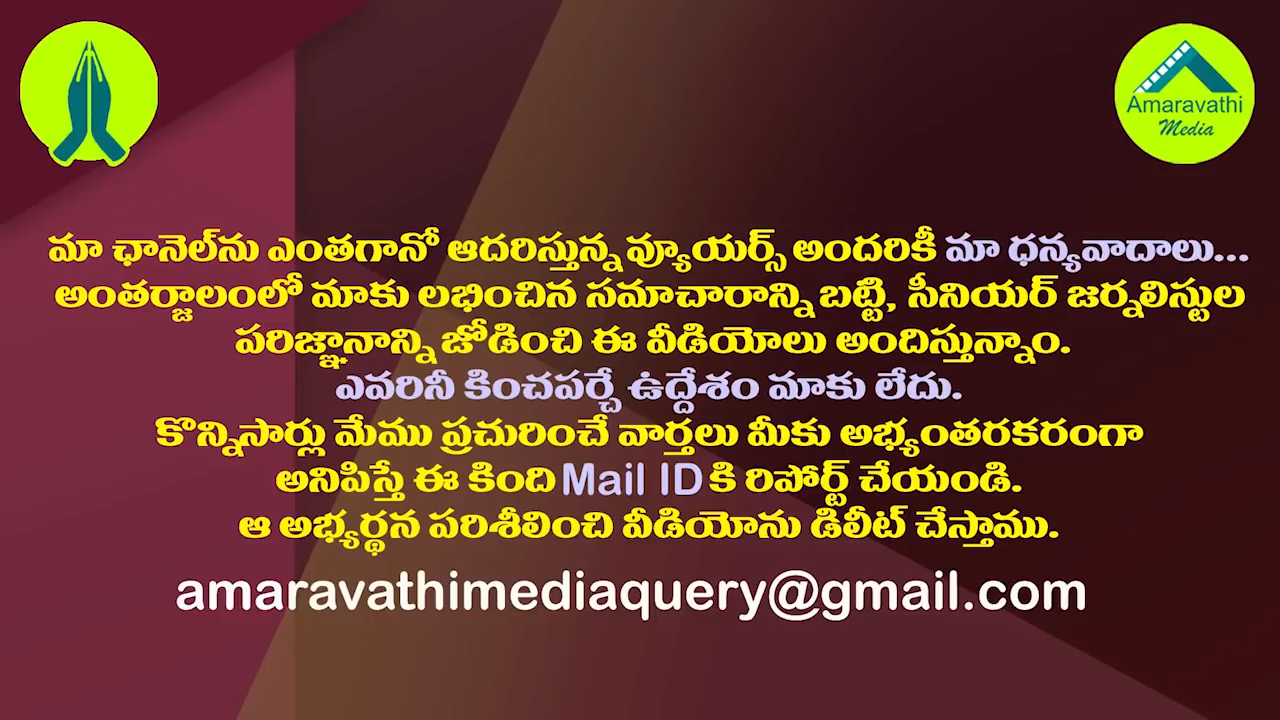 Amaravathi
Media
మా ఛానెల్‌ను ఎంతగానో ఆదరిస్తున్న వ్యూయర్స్ అందరికీ మా ధన్యవాదాలు...
అంతర్జాలంలో మాకు లభించిన సమాచారాన్ని బట్టి, సీనియర్ జర్నలిస్టుల
పరిజ్ఞానాన్ని జోడించి ఈ వీడియోలు అందిస్తున్నాం.
ఎవరినీ కించపర్చే ఉద్దేశం మాకు లేదు.
కొన్నిసార్లు మేము ప్రచురించే వార్తలు మీకు అభ్యంతరకరంగా
అనిపిస్తే ఈ కింది Mail ID కి రిపోర్ట్ చేయండి.
ఆ అభ్యర్థన పరిశీలించి వీడియోను డిలీట్ చేస్తాము.
amaravathimediaquery@gmail.com